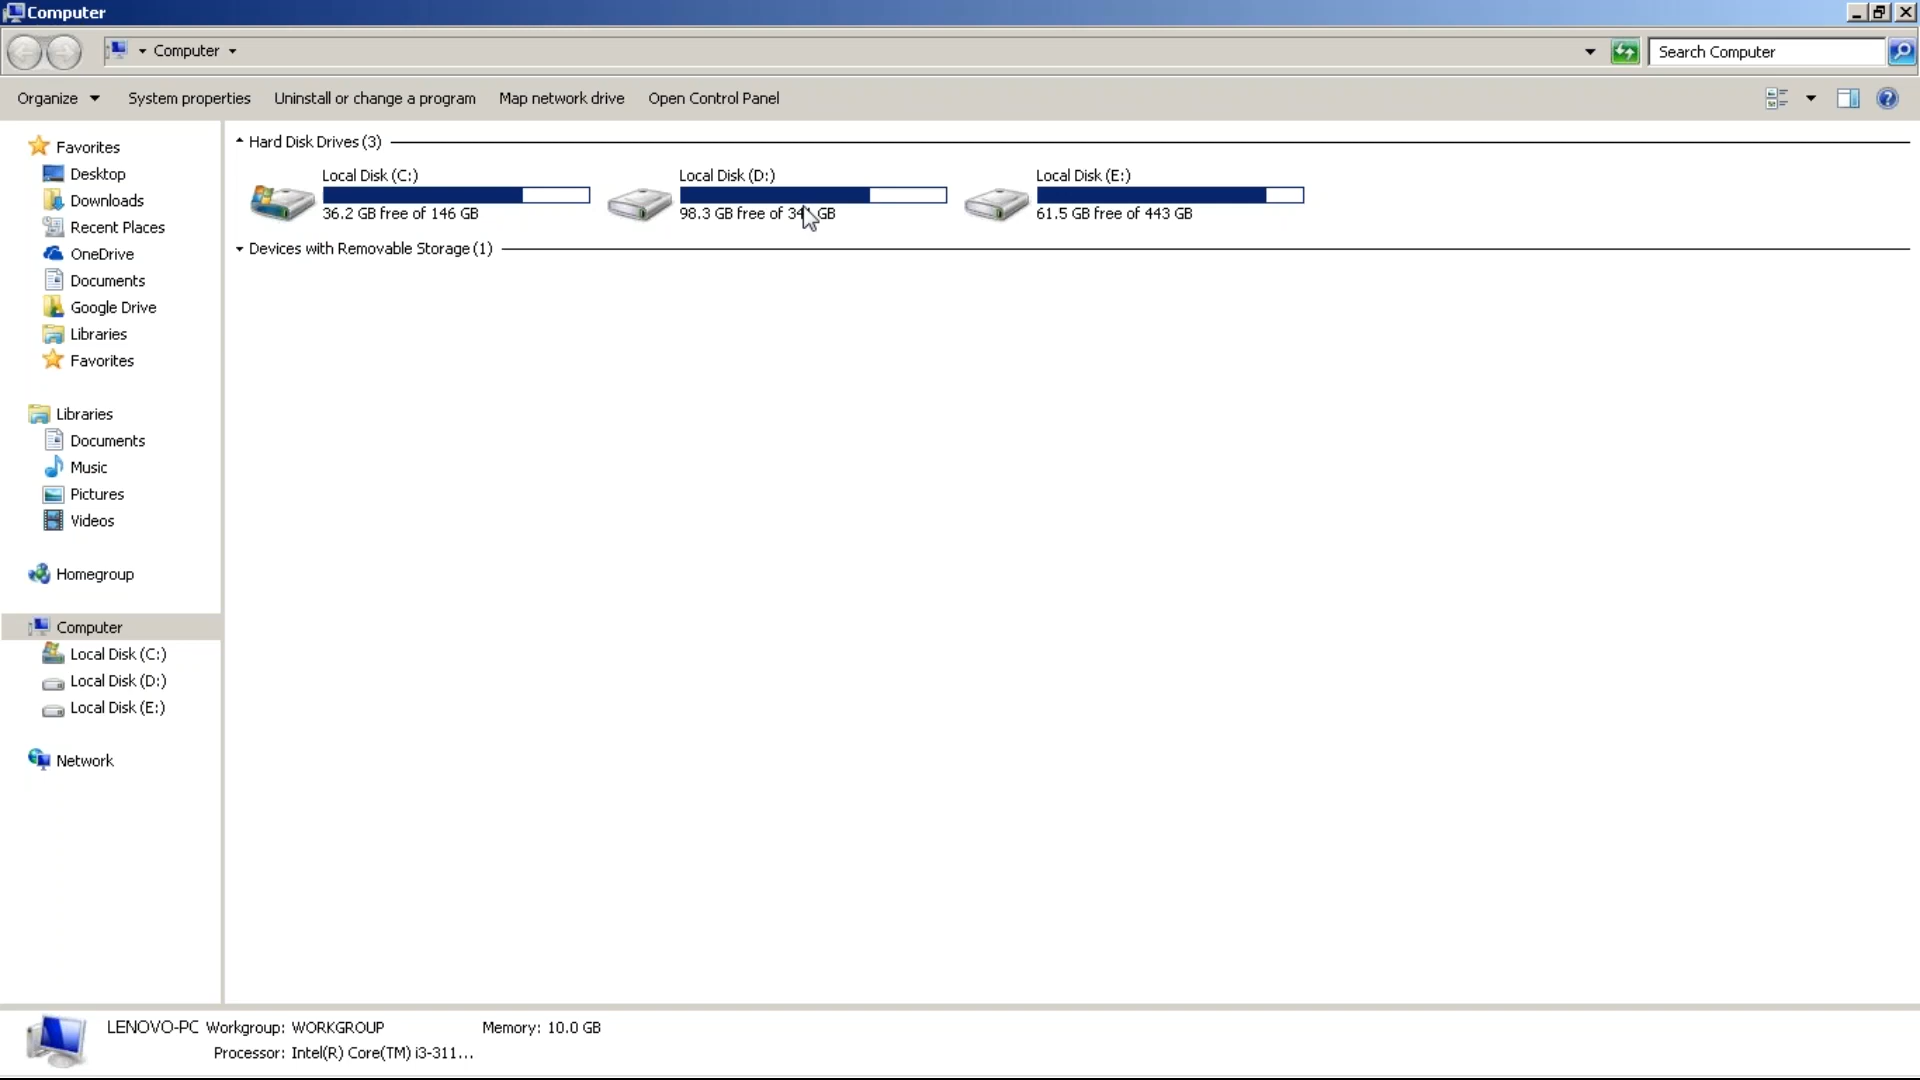 Computer
Computer
Search Computer
Organize System properties Uninstall or change a program Map network drive Open Control Panel
Favorites
Desktop
Downloads
Recent Places
OneDrive
Documents
Google Drive
Libraries
Favorites
Libraries
Documents
Music
Pictures
Videos
Homegroup
Computer
Local Disk (C:)
Local Disk (D:)
Local Disk (E:)
Network
Hard Disk Drives (3)
Local Disk (C:)
36.2 GB free of 146 GB
Local Disk (D:)
98.3 GB free of GB
Local Disk (E:)
61.5 GB free of 443 GB
Devices with Removable Storage (1)
LENOVO-PC Workgroup: WORKGROUP Memory: 10.0 GB
Processor: Intel(R) Core(TM) i3-311...